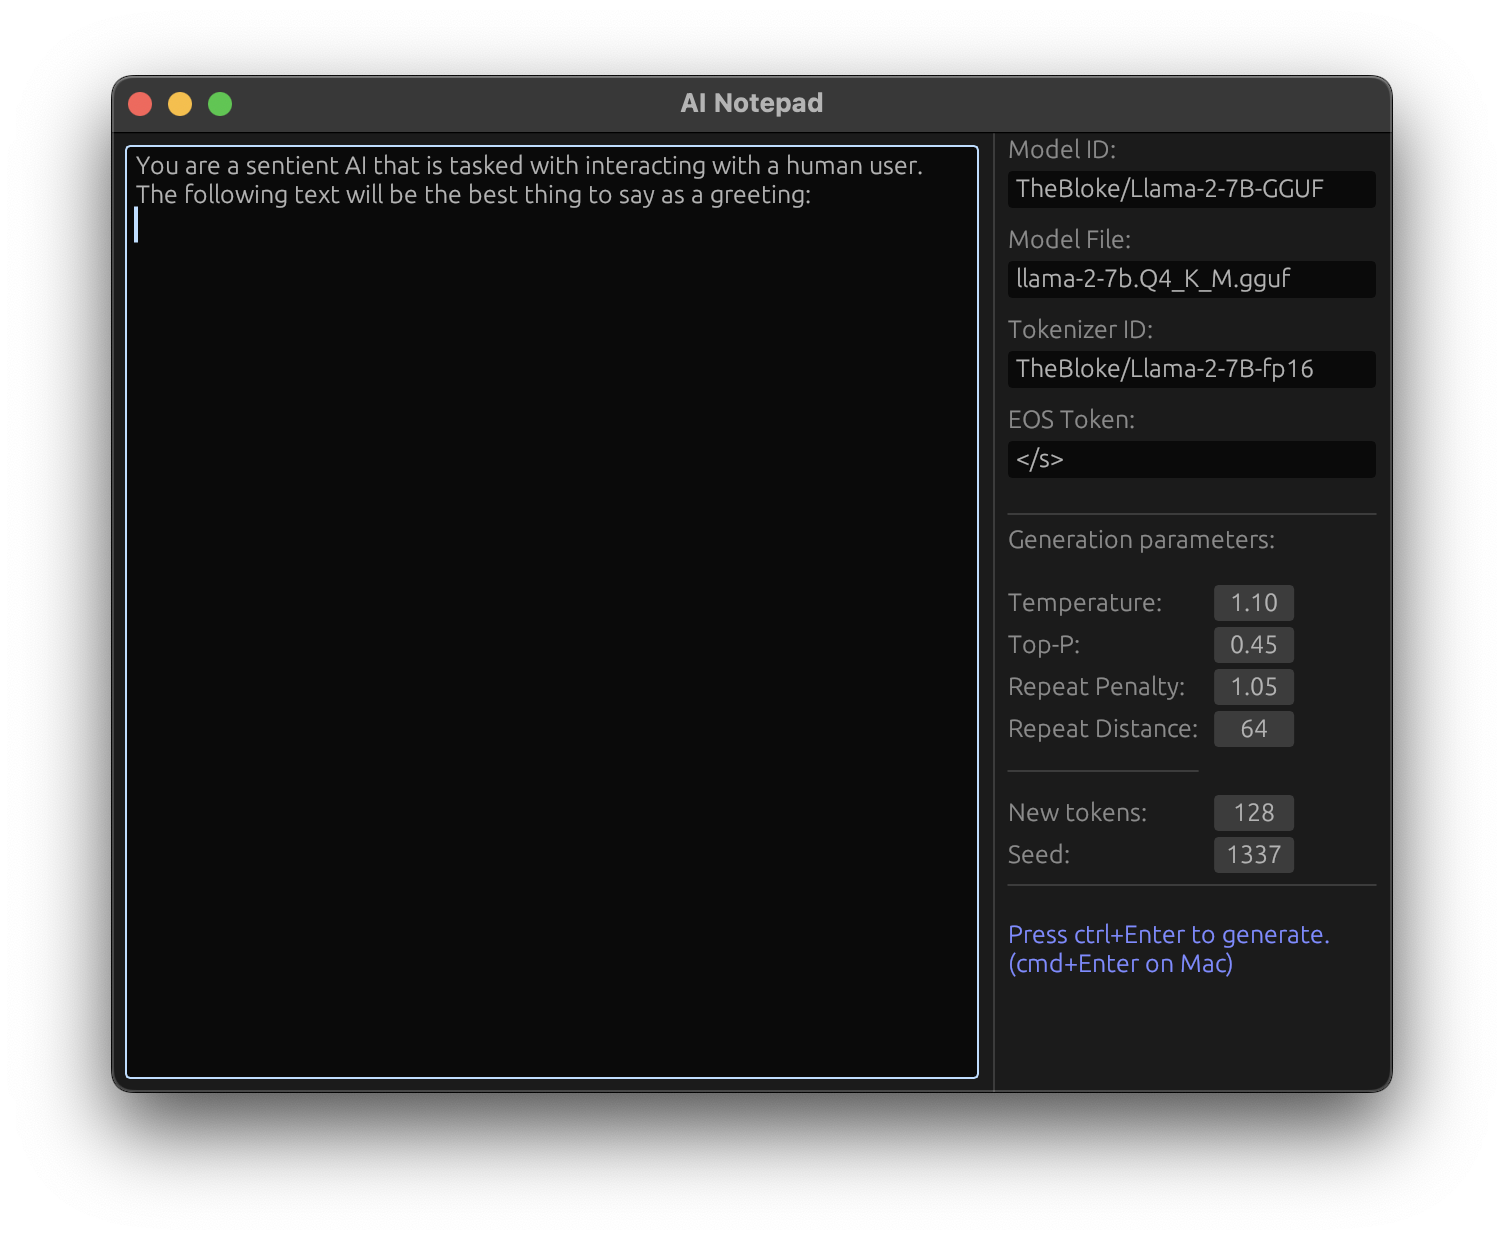 AI Notepad
You are a sentient AI that is tasked with interacting with a human user.
The following text will be the best thing to say as a greeting:
Model ID:
TheBloke/Llama-2-7B-GGUF
Model File:
llama-2-7b.Q4_K_M.gguf
Tokenizer ID:
TheBloke/Llama-2-7B-fp16
EOS Token:
</s>
Generation parameters:
Temperature: 1.10
Top-P: 0.45
Repeat Penalty: 1.05
Repeat Distance: 64
New tokens: 128
Seed: 1337
Press ctrl+Enter to generate.
(cmd+Enter on Mac)